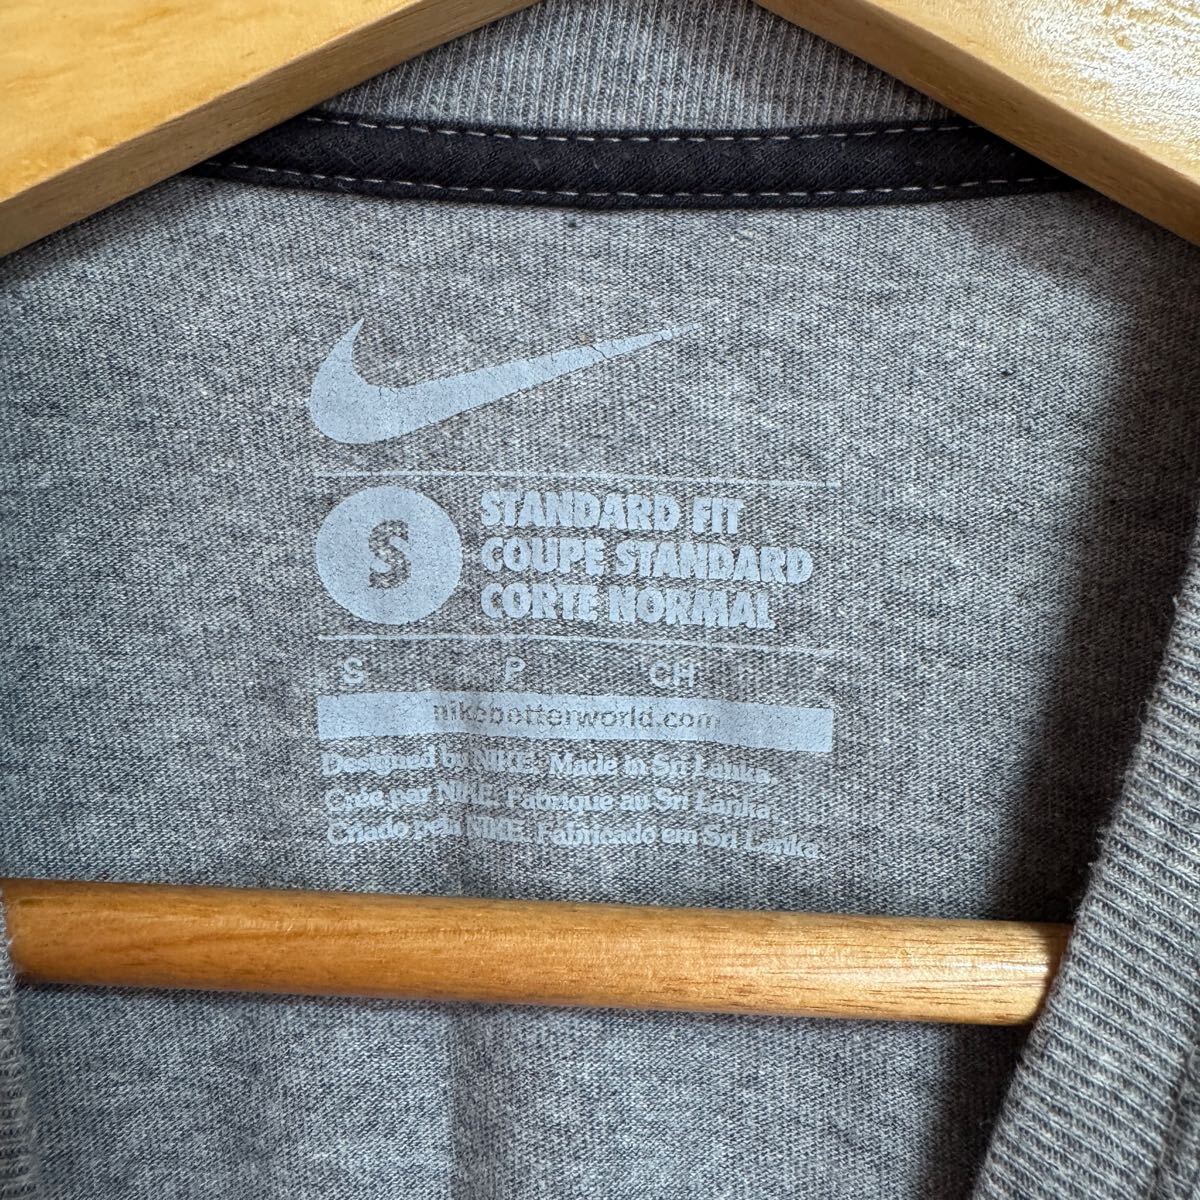 S
STANDARD FIT
COUPE STANDARD
CORTE NORMAL
S P CH
nikebetterworld.com
Designed by NIKE. Made in Sri Lanka.
Créé par NIKE. Fabriqué au Sri Lanka.
Criado pela NIKE. Fabricado em Sri Lanka.